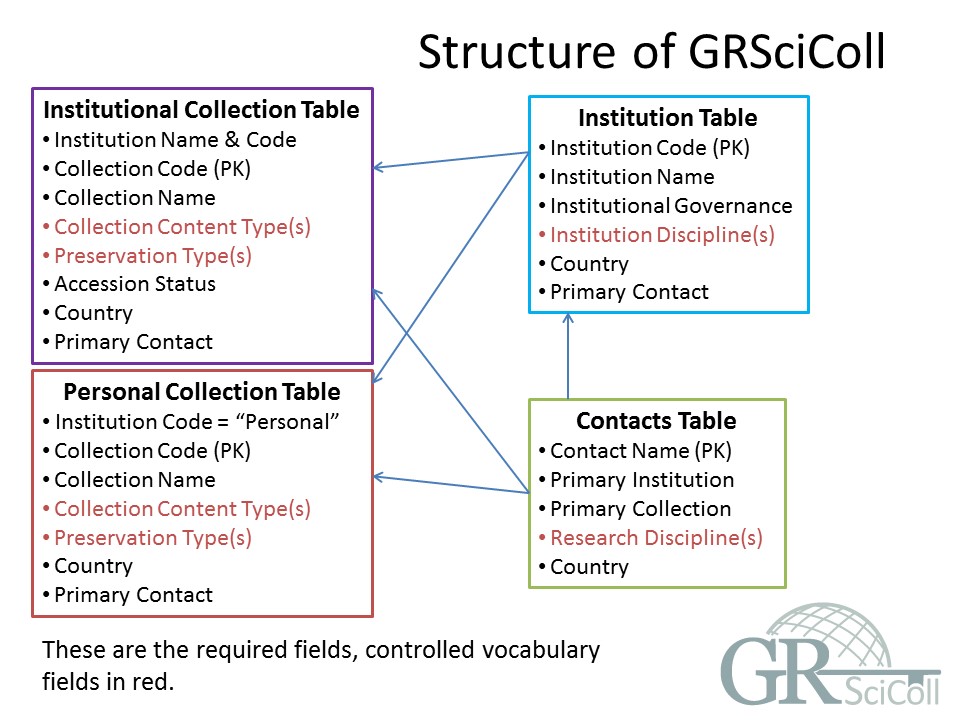 Structure of GRSciColl
Institutional Collection Table
• Institution Name & Code
• Collection Code (PK)
• Collection Name
• Collection Content Type(s)
• Preservation Type(s)
• Accession Status
• Country
• Primary Contact
Personal Collection Table
• Institution Code = “Personal”
• Collection Code (PK)
• Collection Name
• Collection Content Type(s)
• Preservation Type(s)
• Country
• Primary Contact
Institution Table
• Institution Code (PK)
• Institution Name
• Institutional Governance
• Institution Discipline(s)
• Country
• Primary Contact
Contacts Table
• Contact Name (PK)
• Primary Institution
• Primary Collection
• Research Discipline(s)
• Country
These are the required fields, controlled vocabulary
fields in red.
GR
SciColl